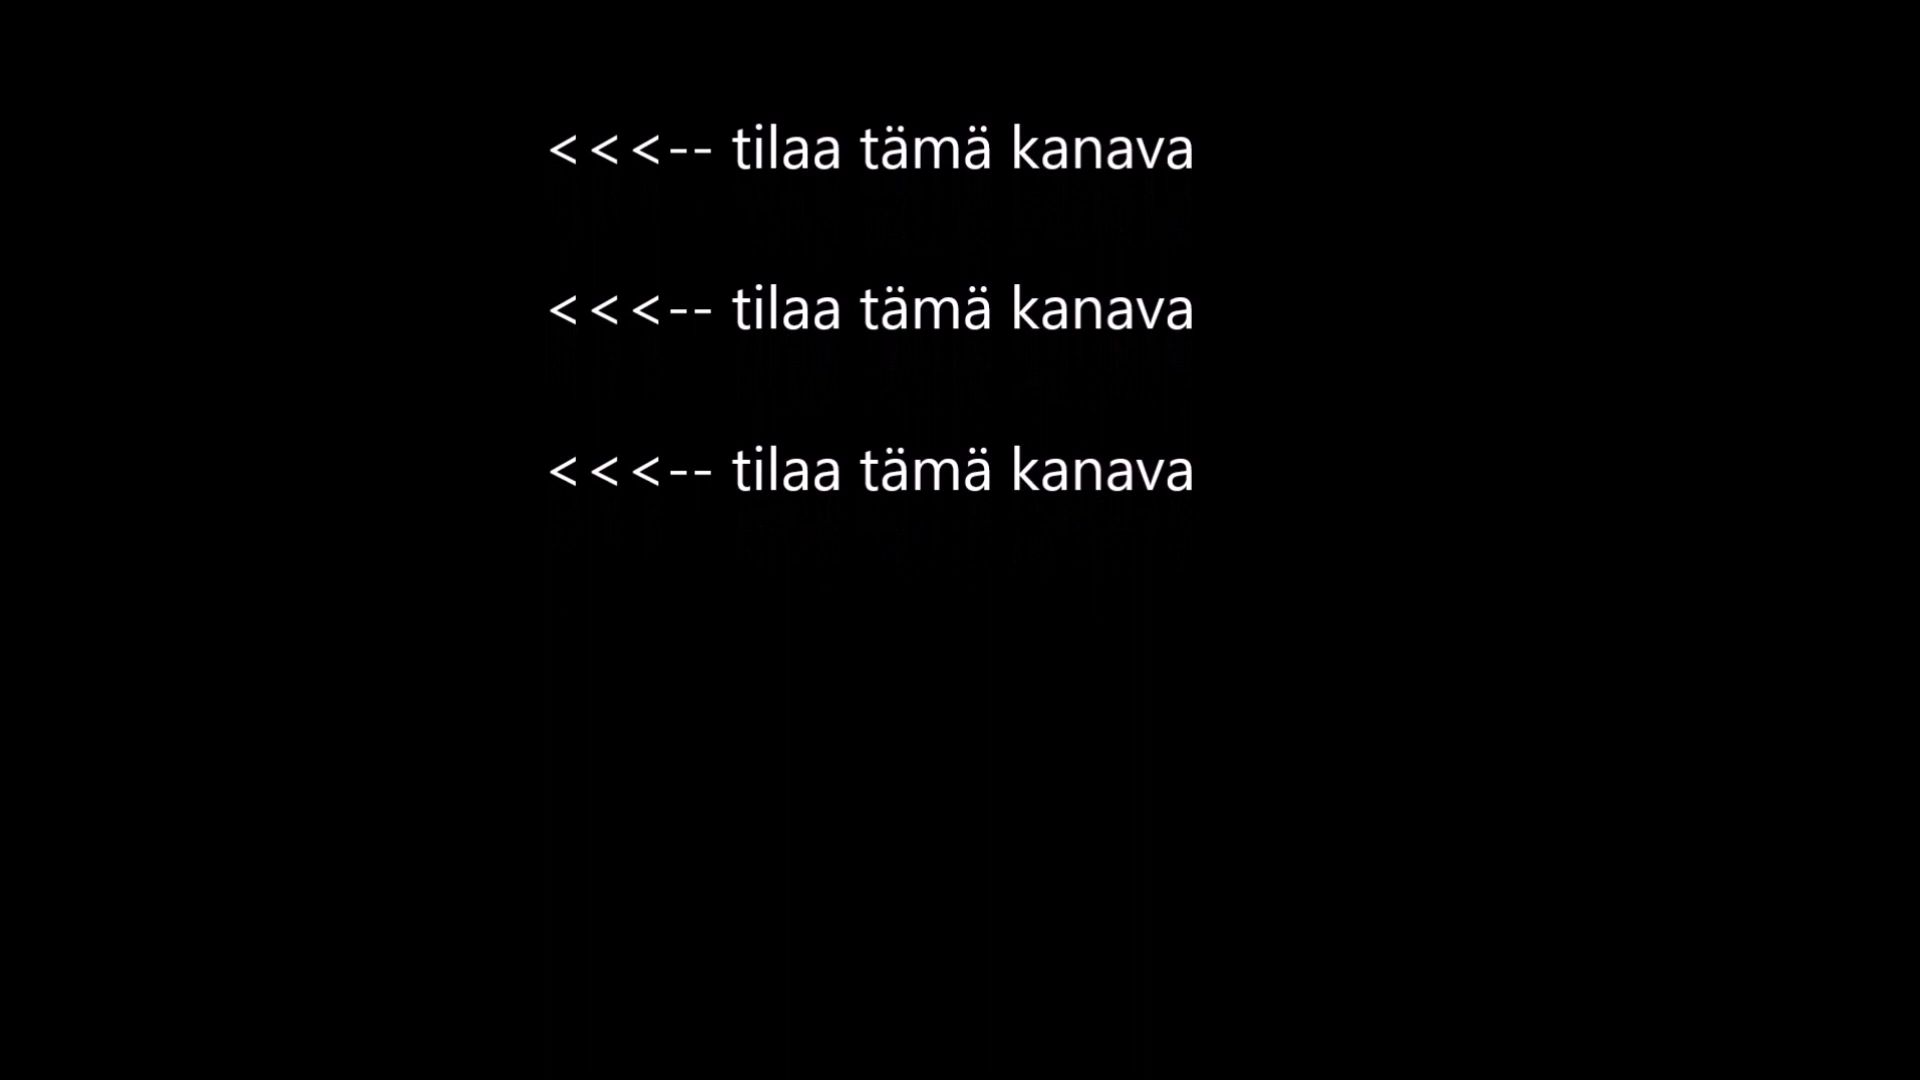 <<<-- tilaa tämä kanava
<<<-- tilaa tämä kanava
<<<-- tilaa tämä kanava